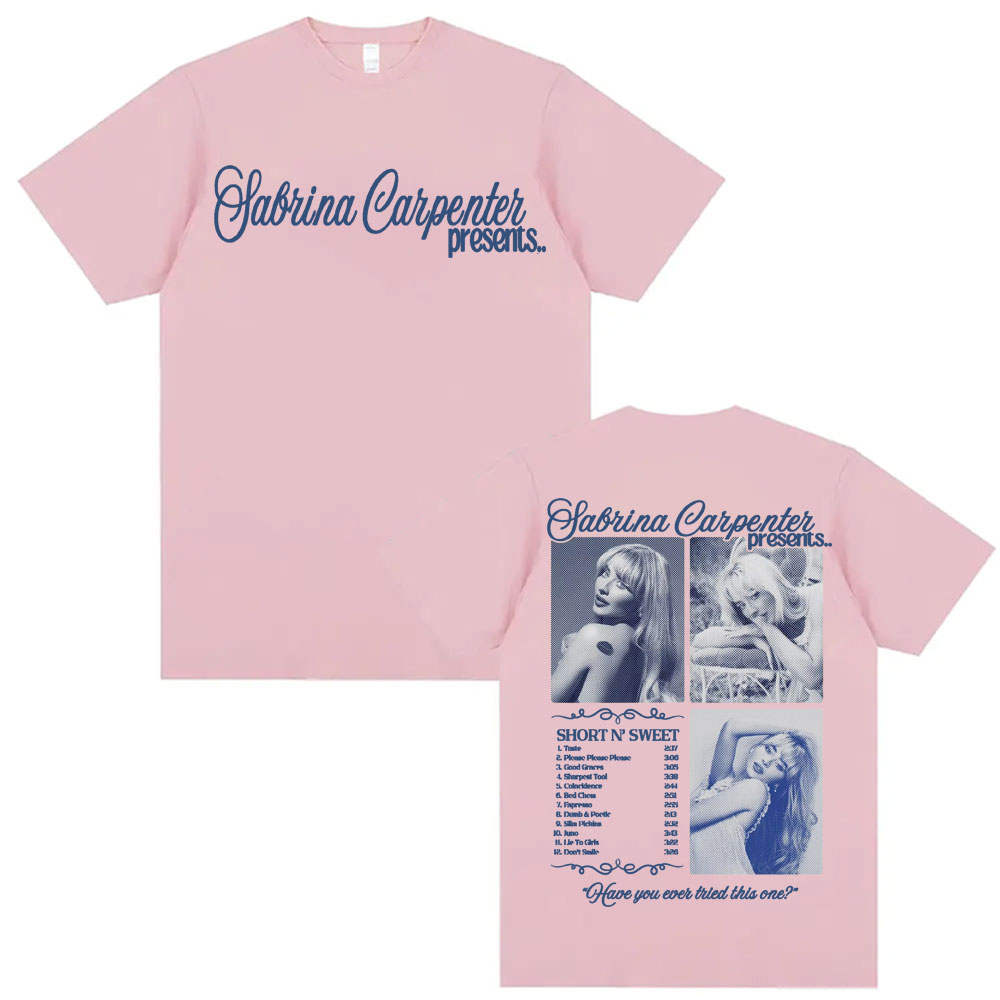 Sabrina Carpenter
presents..
Sabrina Carpenter
presents..
SHORT N' SWEET
1. Taste 2:37
2. Please Please Please 3:06
3. Good Graces 3:05
4. Sharpest Tool 3:38
5. Coincidence 2:44
6. Bed Chem 2:51
7. Espresso 2:55
8. Dumb & Poetic 2:13
9. Slim Pickins 2:32
10. Juno 3:43
11. Lie To Girls 3:22
12. Don't Smile 3:26
"Have you ever tried this one?"